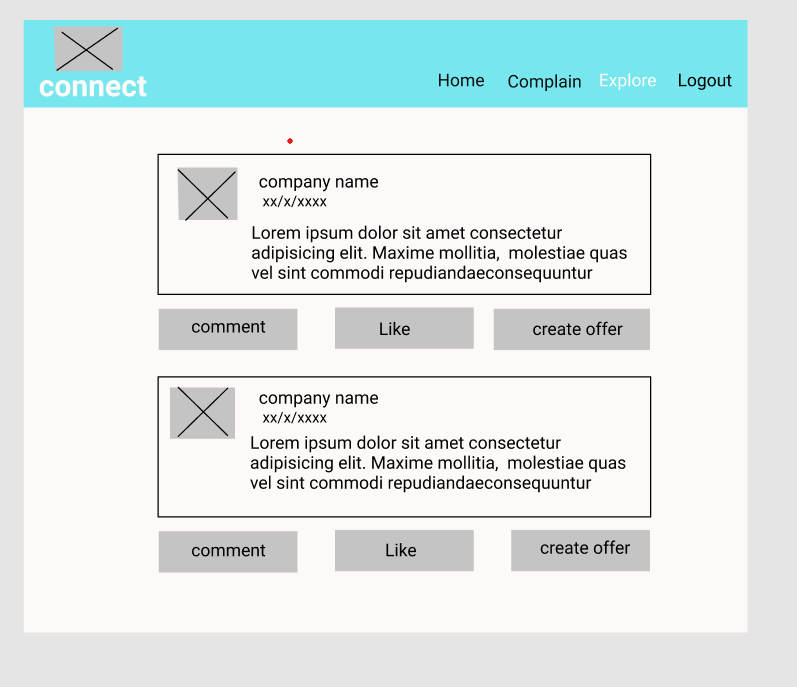 connect
Home Complain Explore Logout
company name
xx/x/xxxx
Lorem ipsum dolor sit amet consectetur
adipisicing elit. Maxime mollitia, molestiae quas
vel sint commodi repudiandaeconsequuntur
comment Like create offer
company name
xx/x/xxxx
Lorem ipsum dolor sit amet consectetur
adipisicing elit. Maxime mollitia, molestiae quas
vel sint commodi repudiandaeconsequuntur
comment Like create offer